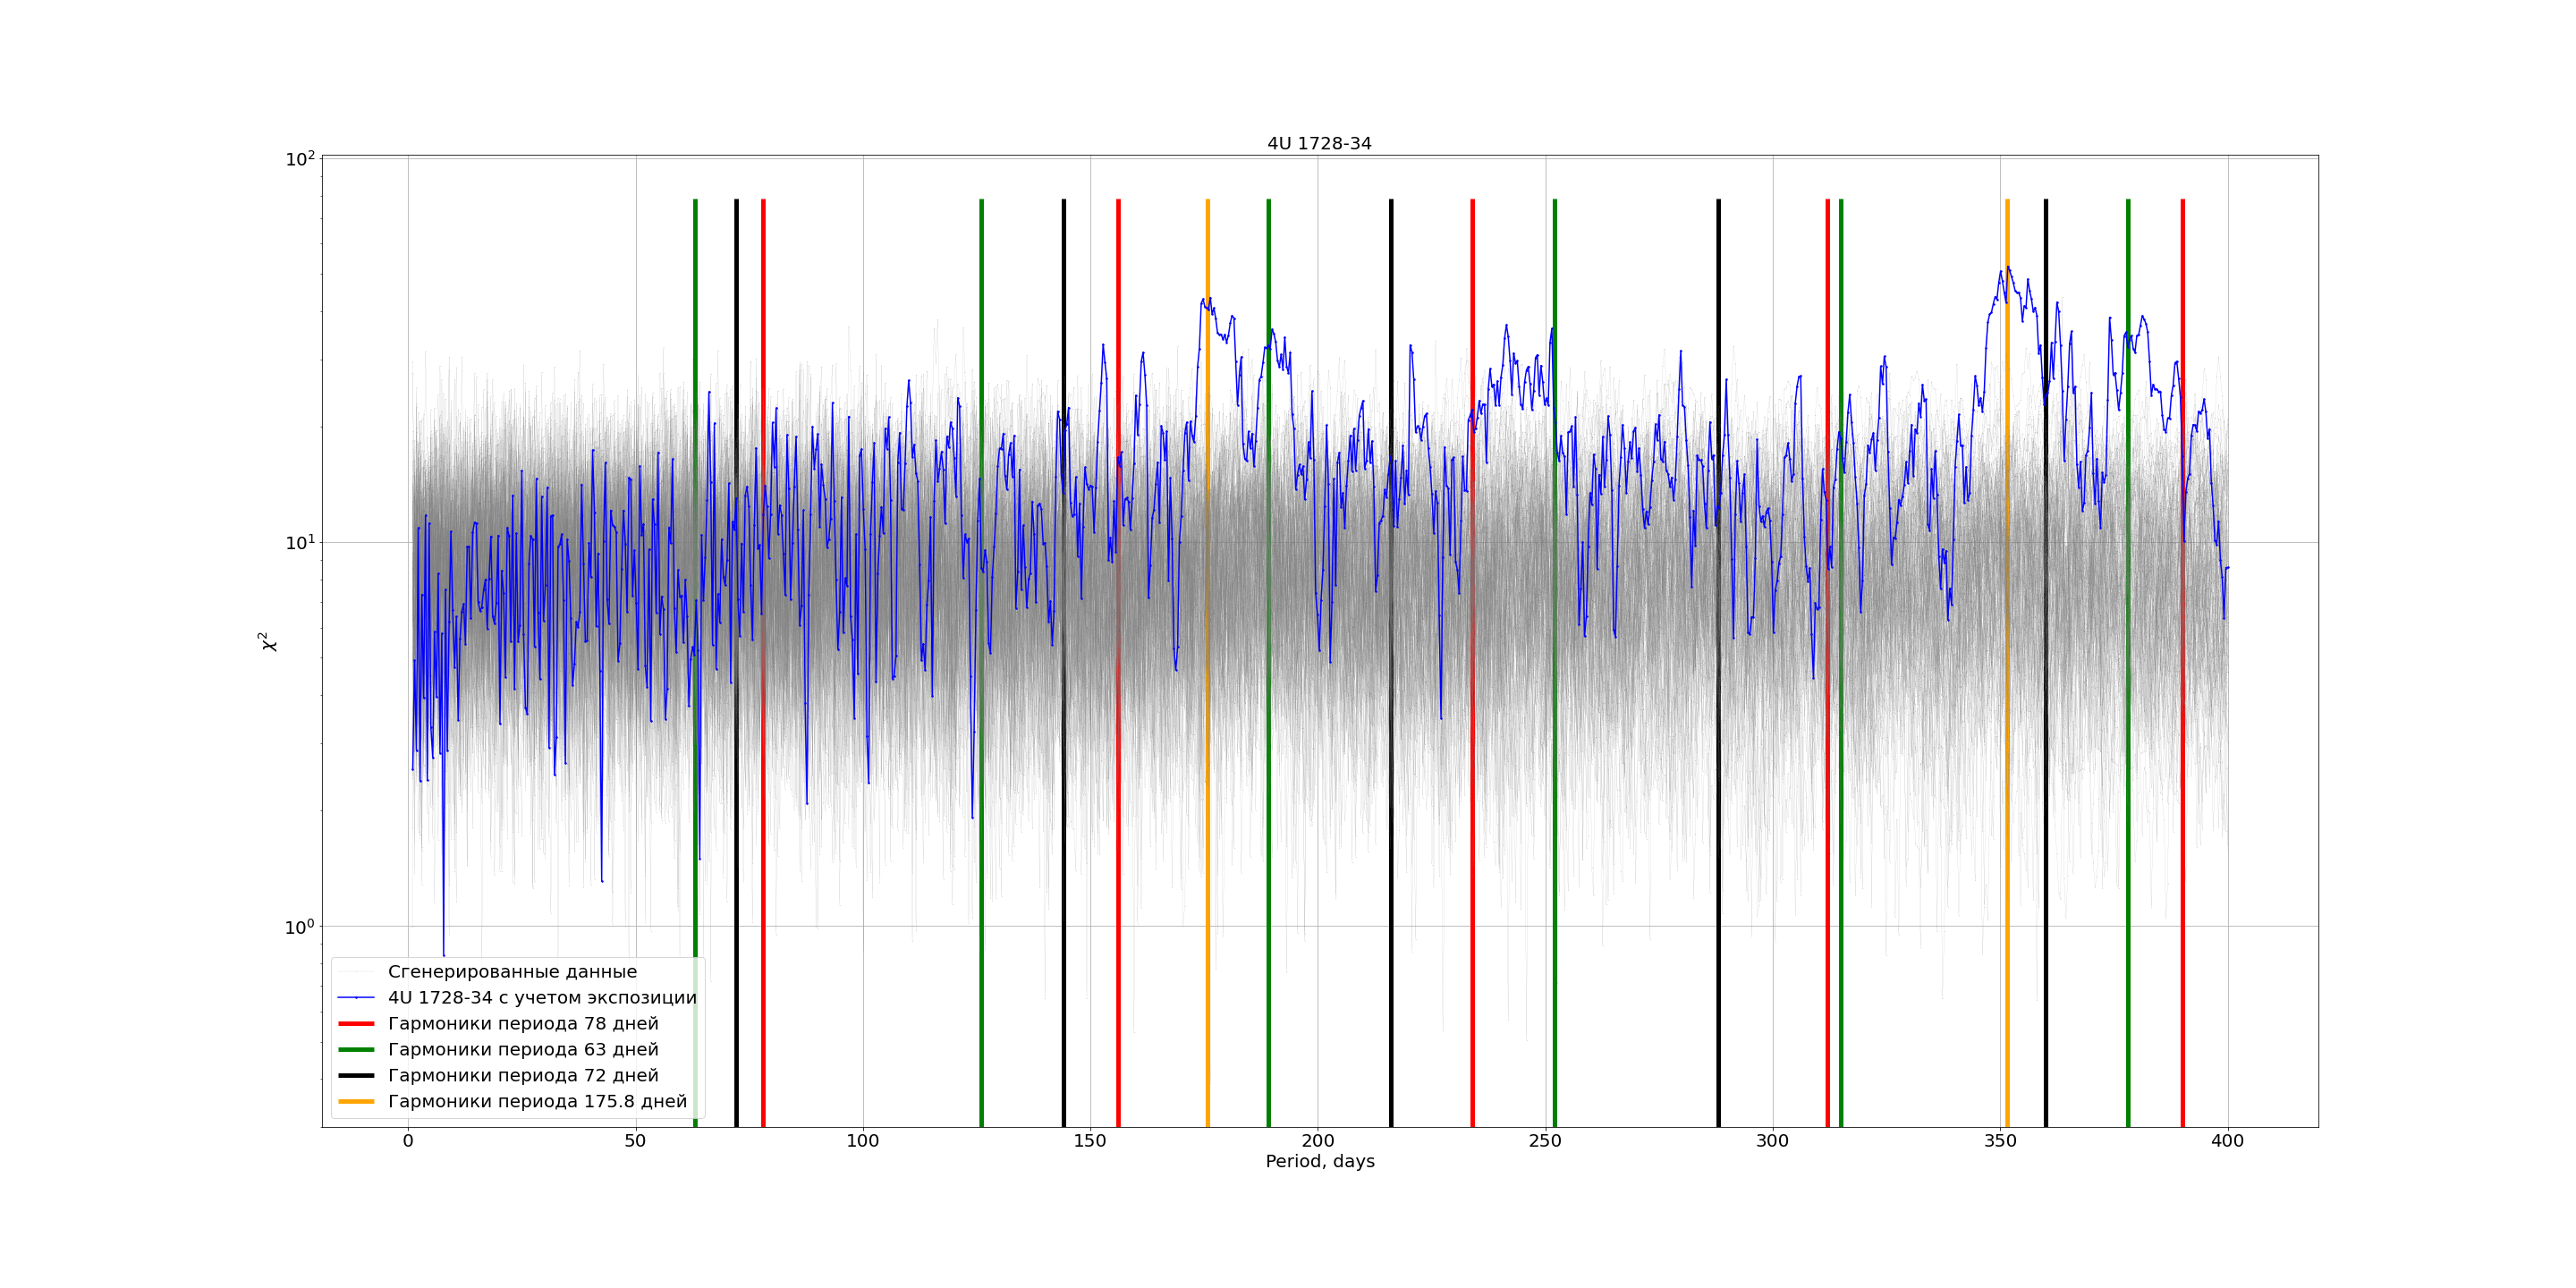 4U 1728-34
10²
10¹
10⁰
χ²
Сгенерированные данные
4U 1728-34 с учетом экспозиции
Гармоники периода 78 дней
Гармоники периода 63 дней
Гармоники периода 72 дней
Гармоники периода 175.8 дней
0 50 100 150 200 250 300 350 400
Period, days